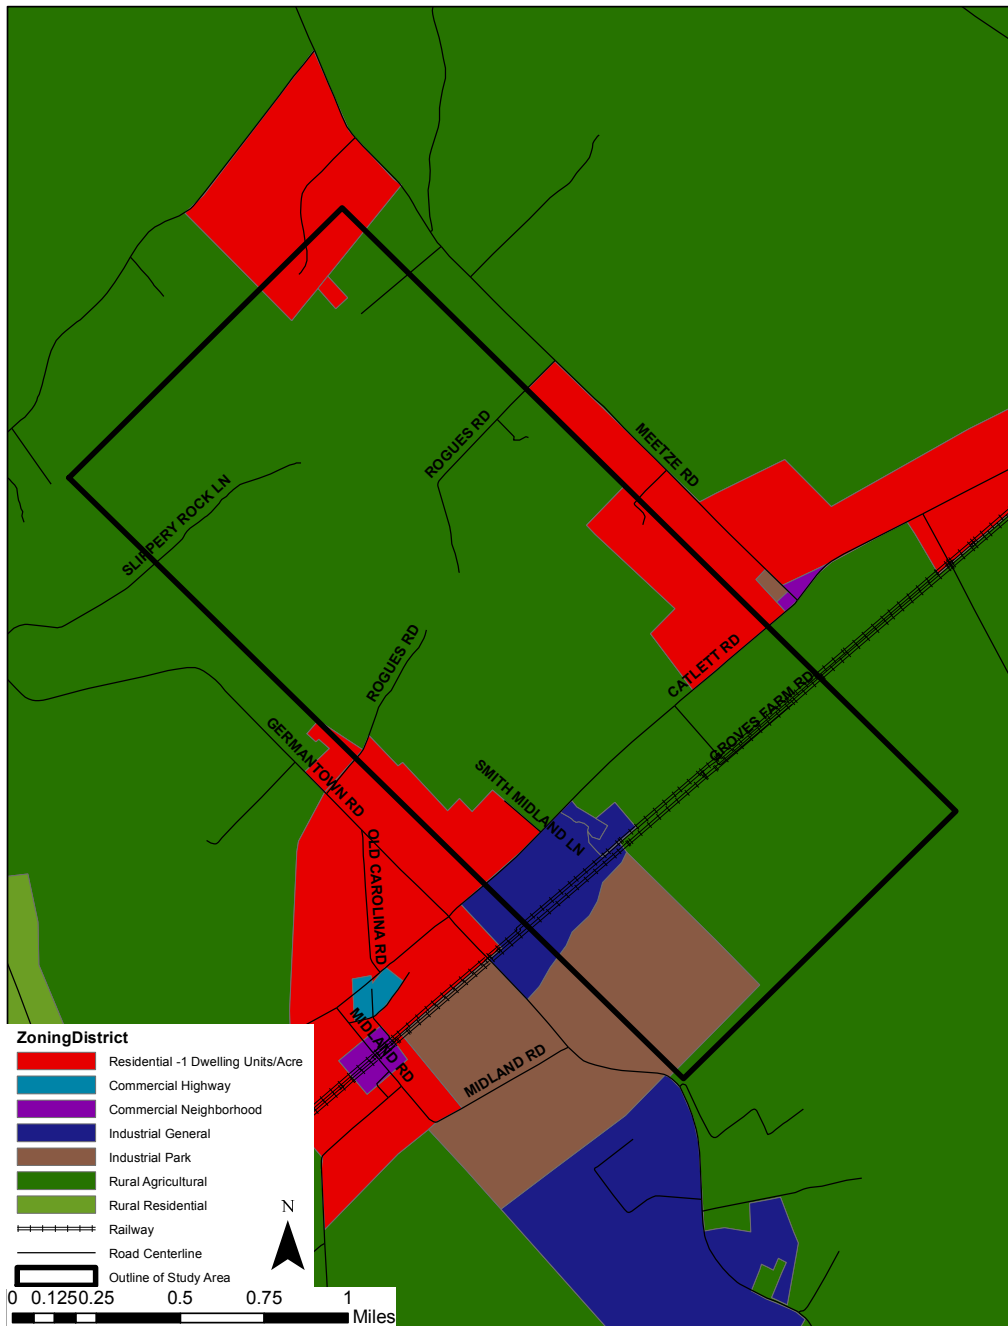 MEETZE RD
ROGUES RD
SLIPPERY ROCK LN
CATLETT RD
ROGUES RD
GROVES FARM RD
GERMANTOWN RD
SMITH MIDLAND LN
OLD CAROLINA RD
MIDLAND RD
MIDLAND RD
ZoningDistrict
Residential -1 Dwelling Units/Acre
Commercial Highway
Commercial Neighborhood
Industrial General
Industrial Park
Rural Agricultural
Rural Residential
Railway
Road Centerline
Outline of Study Area
N
0 0.125 0.25 0.5 0.75 1
Miles